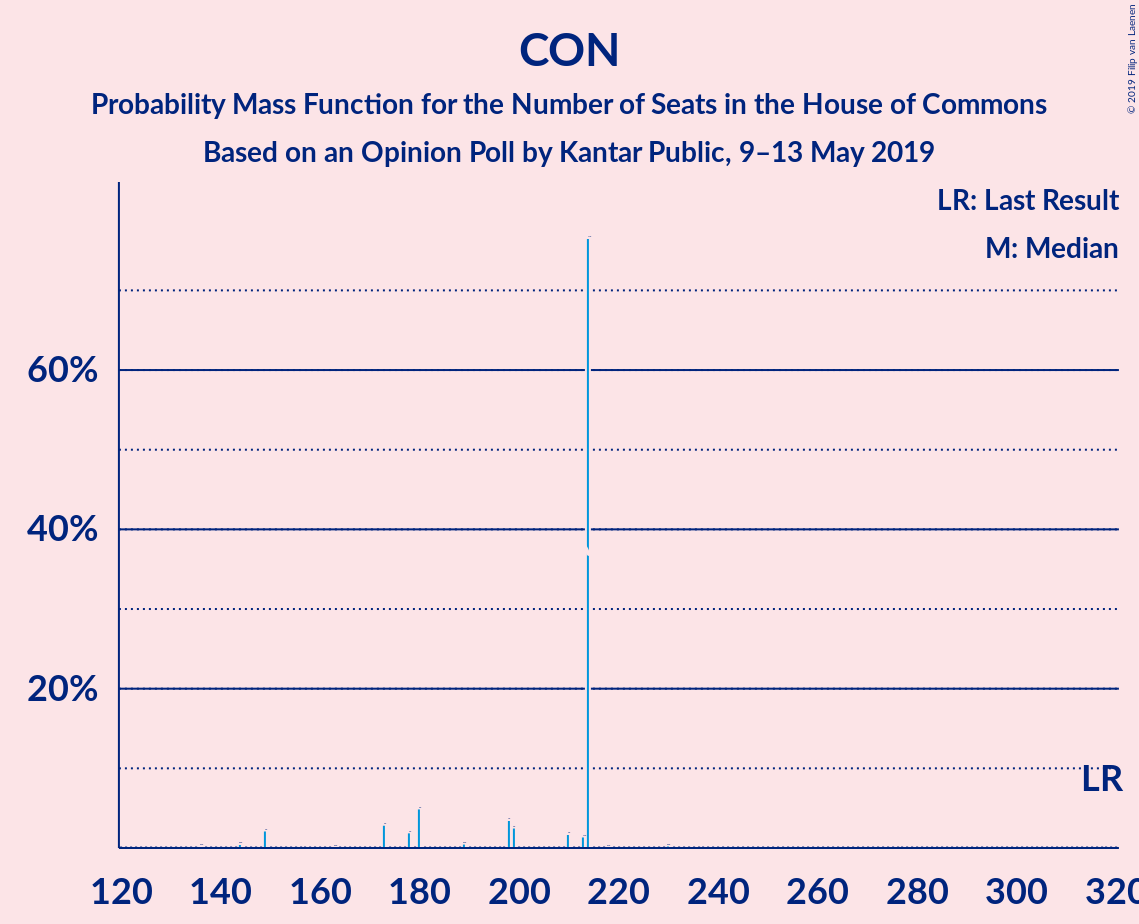 CON
Probability Mass Function for the Number of Seats in the House of Commons
Based on an Opinion Poll by Kantar Public, 9–13 May 2019
© 2019 Filip van Laenen
LR: Last Result
M: Median
60%
40%
20%
LR
120 140 160 180 200 220 240 260 280 300 320